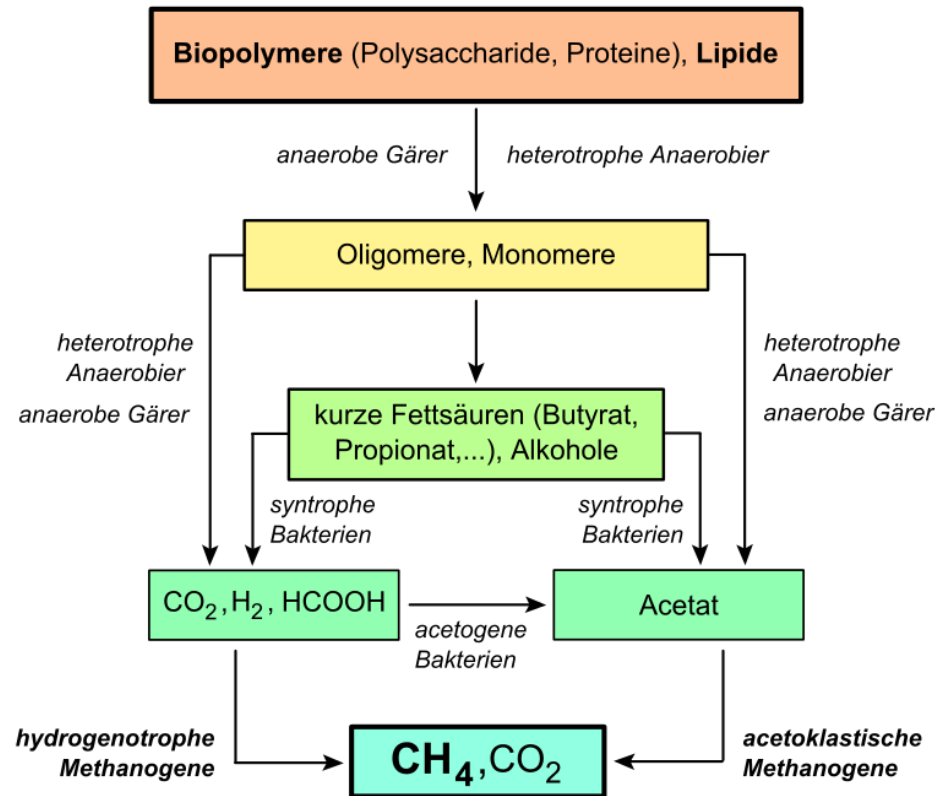 Biopolymere (Polysaccharide, Proteine), Lipide
anaerobe Gärer
heterotrophe Anaerobier
Oligomere, Monomere
heterotrophe
Anaerobier
anaerobe Gärer
heterotrophe
Anaerobier
anaerobe Gärer
kurze Fettsäuren (Butyrat,
Propionat,...), Alkohole
syntrophe
Bakterien
syntrophe
Bakterien
CO₂, H₂, HCOOH
acetogene
Bakterien
Acetat
hydrogenotrophe
Methanogene
CH₄,CO₂
acetoklastische
Methanogene